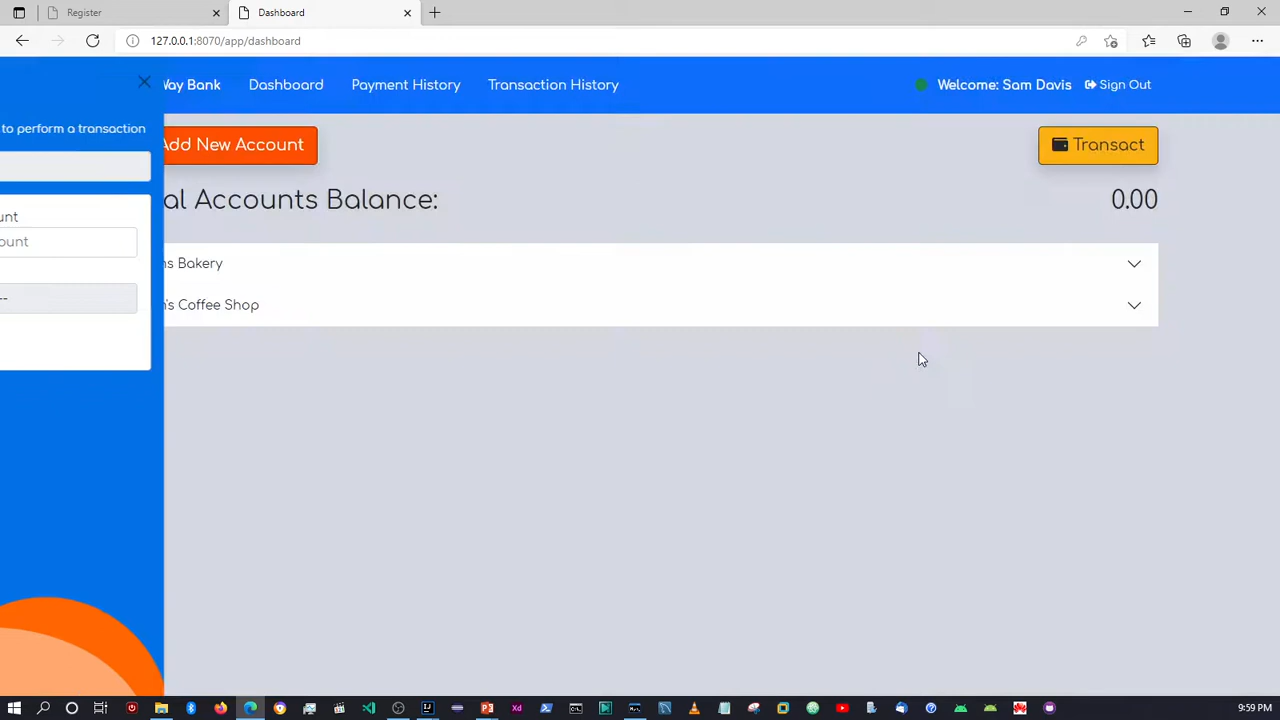 Register
Dashboard
127.0.0.1:8070/app/dashboard
Way Bank Dashboard Payment History Transaction History Welcome: Sam Davis Sign Out
to perform a transaction
Add New Account Transact
al Accounts Balance: 0.00
unt
ount
--
ns Bakery
n's Coffee Shop
9:59 PM